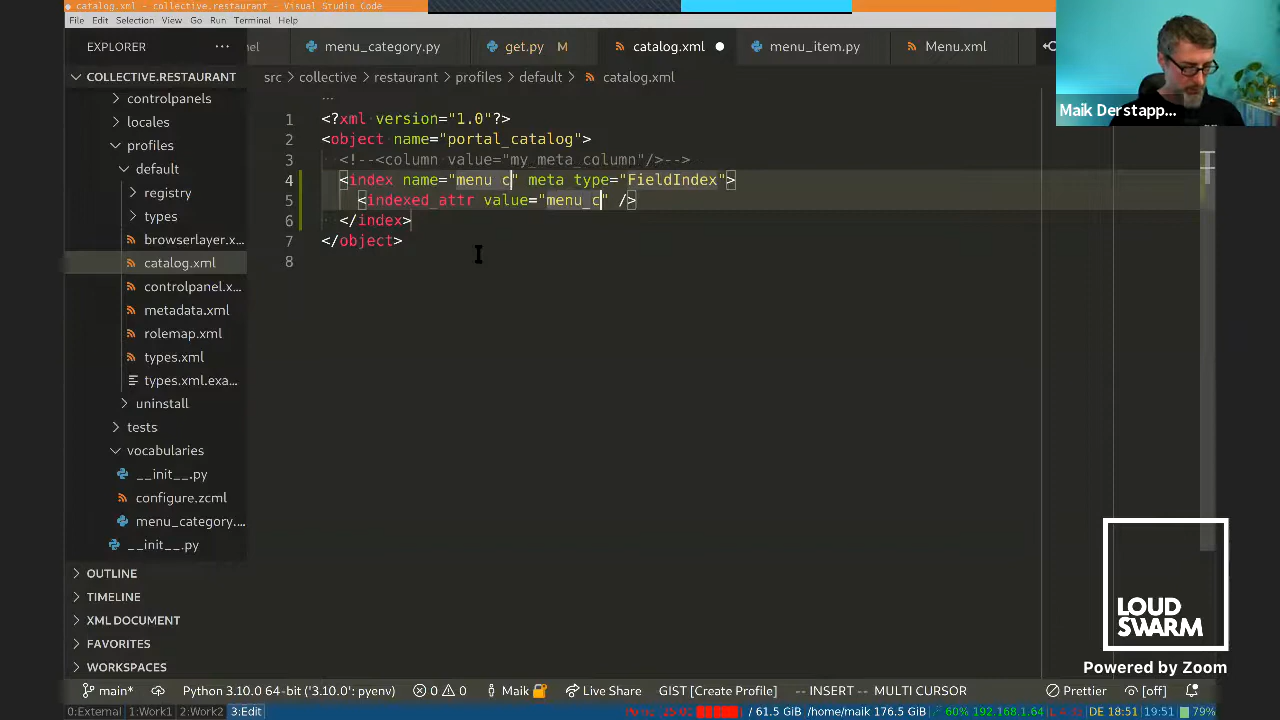 catalog.xml - collective.restaurant - Visual Studio Code
File Edit Selection View Go Run Terminal Help
EXPLORER ···
nel menu_category.py get.py M catalog.xml menu_item.py Menu.xml
COLLECTIVE.RESTAURANT
src > collective > restaurant > profiles > default > catalog.xml
controlpanels
locales
profiles
default
registry
types
browserlayer.x...
catalog.xml
controlpanel.x...
metadata.xml
rolemap.xml
types.xml
types.xml.exa...
uninstall
tests
vocabularies
__init__.py
configure.zcml
menu_category....
__init__.py
OUTLINE
TIMELINE
XML DOCUMENT
FAVORITES
WORKSPACES
...
1 <?xml version="1.0"?>
2 <object name="portal_catalog">
3 <!--<column value="my_meta_column"/>-->
4 <index name="menu_c" meta_type="FieldIndex">
5 <indexed_attr value="menu_c" />
6 </index>
7 </object>
8
Maik Derstapp...
LOUD
SWARM
Powered by Zoom
main* Python 3.10.0 64-bit ('3.10.0': pyenv) 0 0 Maik Live Share GIST [Create Profile] -- INSERT -- MULTI CURSOR Prettier [off]
0:External 1:Work1 2:Work2 3:Edit / 61.5 GiB /home/maik 176.5 GiB 60% 192.168.1.64 DE 18:51 19:51 79%